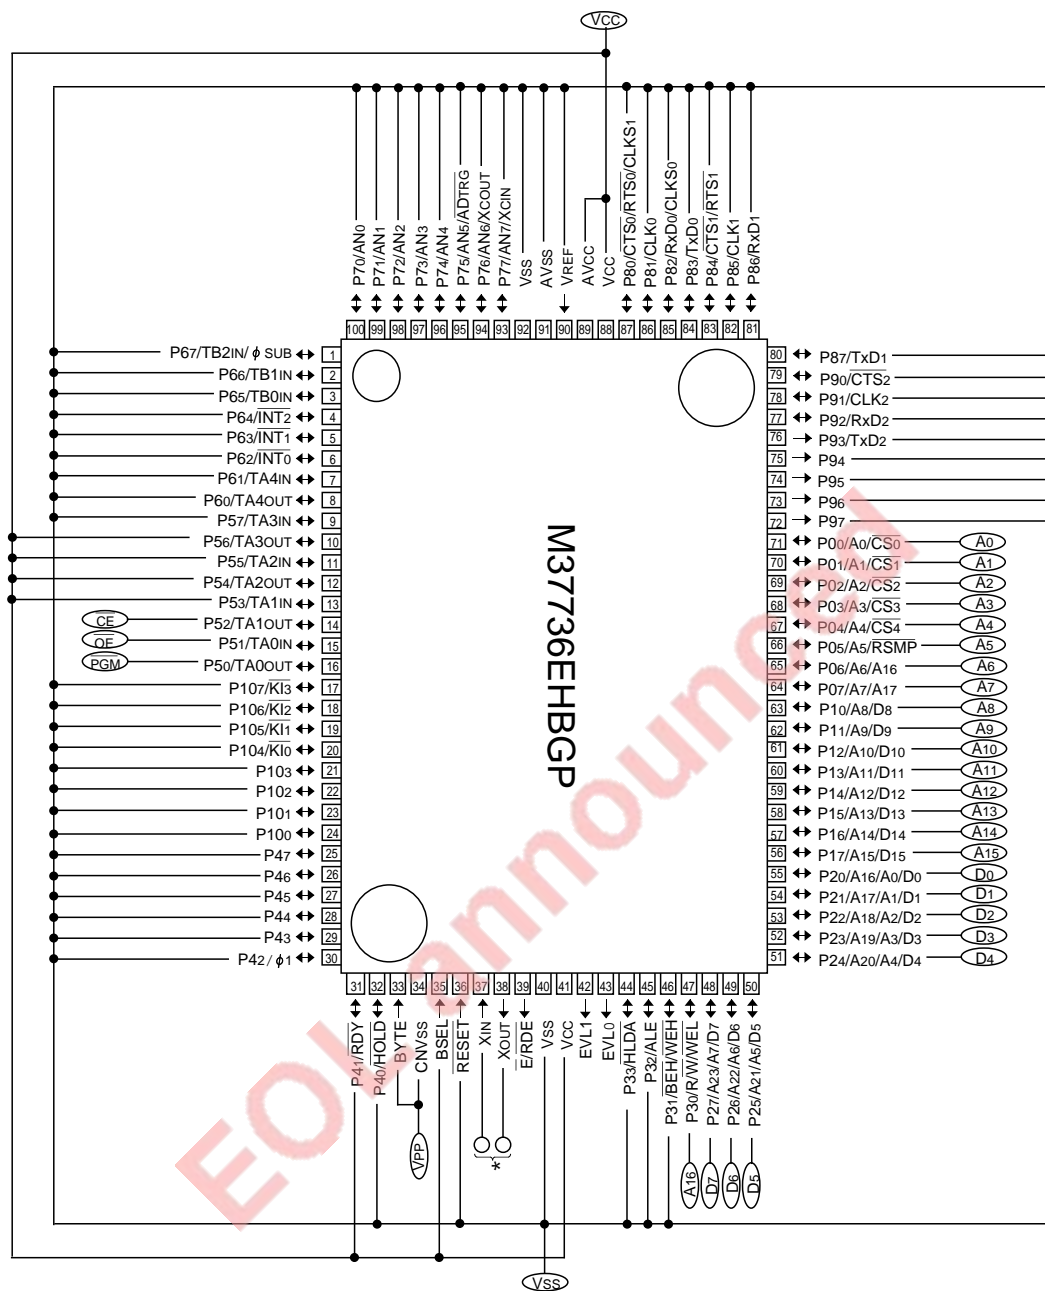 VCC
P70/AN0
P71/AN1
P72/AN2
P73/AN3
P74/AN4
P75/AN5/ADTRG
P76/AN6/XCOUT
P77/AN7/XCIN
VSS
AVSS
VREF
AVCC
VCC
P80/CTS0/RTS0/CLKS1
P81/CLK0
P82/RxD0/CLKS0
P83/TxD0
P84/CTS1/RTS1
P85/CLK1
P86/RxD1
100 99 98 97 96 95 94 93 92 91 90 89 88 87 86 85 84 83 82 81
P67/TB2IN/ϕ SUB 1
P66/TB1IN 2
P65/TB0IN 3
P64/INT2 4
P63/INT1 5
P62/INT0 6
P61/TA4IN 7
P60/TA4OUT 8
P57/TA3IN 9
P56/TA3OUT 10
P55/TA2IN 11
P54/TA2OUT 12
P53/TA1IN 13
CE P52/TA1OUT 14
OE P51/TA0IN 15
PGM P50/TA0OUT 16
P107/KI3 17
P106/KI2 18
P105/KI1 19
P104/KI0 20
P103 21
P102 22
P101 23
P100 24
P47 25
P46 26
P45 27
P44 28
P43 29
P42/ϕ1 30
M37736EHBGP
80 P87/TxD1
79 P90/CTS2
78 P91/CLK2
77 P92/RxD2
76 P93/TxD2
75 P94
74 P95
73 P96
72 P97
71 P00/A0/CS0 A0
70 P01/A1/CS1 A1
69 P02/A2/CS2 A2
68 P03/A3/CS3 A3
67 P04/A4/CS4 A4
66 P05/A5/RSMP A5
65 P06/A6/A16 A6
64 P07/A7/A17 A7
63 P10/A8/D8 A8
62 P11/A9/D9 A9
61 P12/A10/D10 A10
60 P13/A11/D11 A11
59 P14/A12/D12 A12
58 P15/A13/D13 A13
57 P16/A14/D14 A14
56 P17/A15/D15 A15
55 P20/A16/A0/D0 D0
54 P21/A17/A1/D1 D1
53 P22/A18/A2/D2 D2
52 P23/A19/A3/D3 D3
51 P24/A20/A4/D4 D4
31 32 33 34 35 36 37 38 39 40 41 42 43 44 45 46 47 48 49 50
P41/RDY
P40/HOLD
BYTE
CNVSS
BSEL
RESET
XIN
XOUT
E/RDE
VSS
VCC
EVL1
EVL0
P33/HLDA
P32/ALE
P31/BEH/WEH
P30/R/W/WEL
P27/A23/A7/D7
P26/A22/A6/D6
P25/A21/A5/D5
VPP
*
A16
D7
D6
D5
VSS
EOL announced